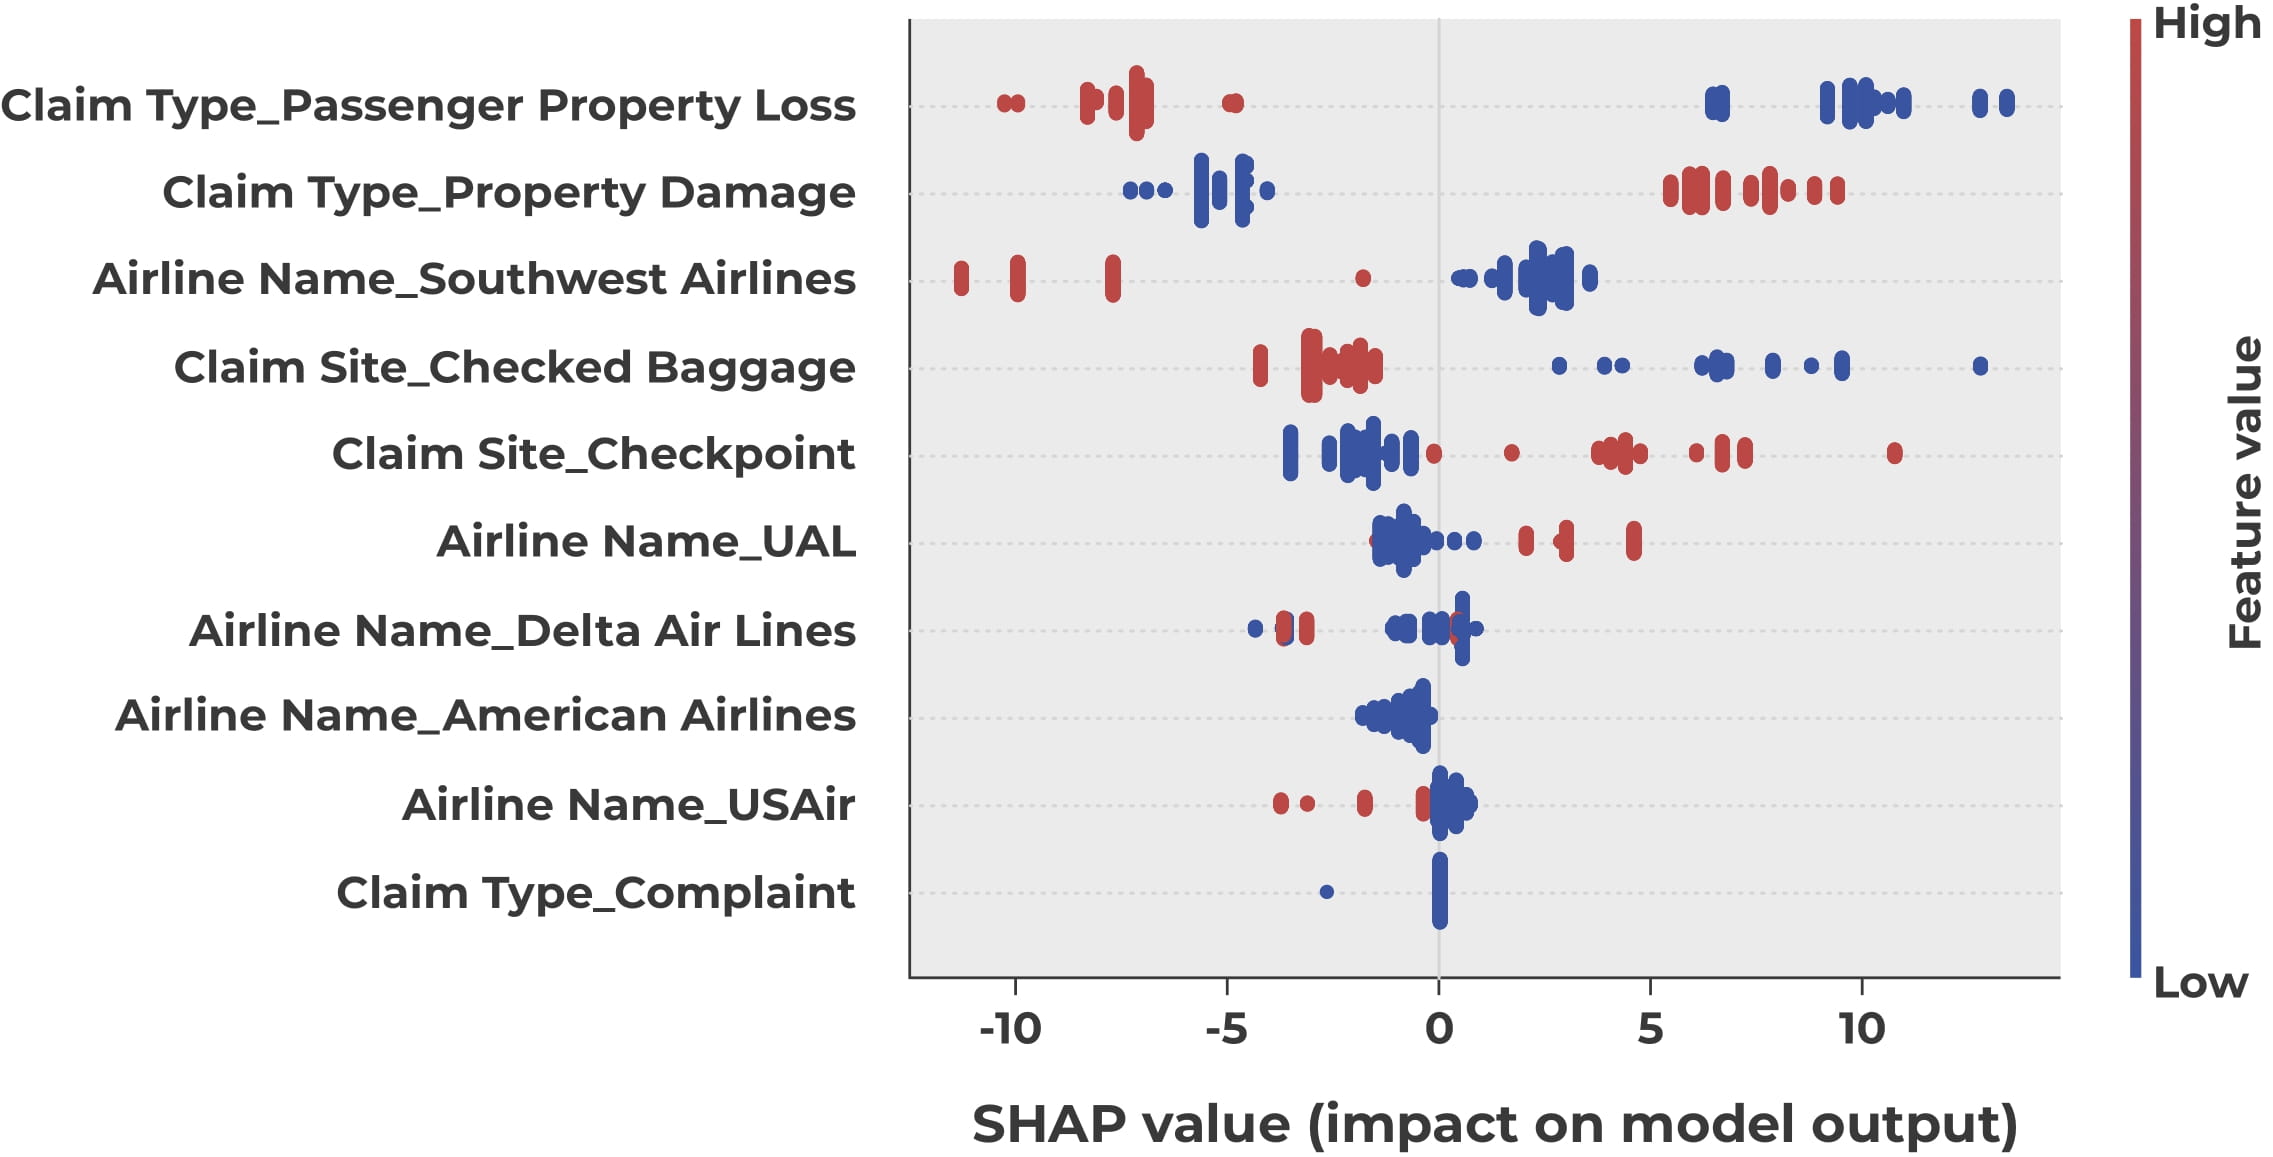 High
Claim Type_Passenger Property Loss
Claim Type_Property Damage
Airline Name_Southwest Airlines
Claim Site_Checked Baggage
Claim Site_Checkpoint
Airline Name_UAL
Airline Name_Delta Air Lines
Airline Name_American Airlines
Airline Name_USAir
Claim Type_Complaint
Feature value
Low
-10 -5 0 5 10
SHAP value (impact on model output)